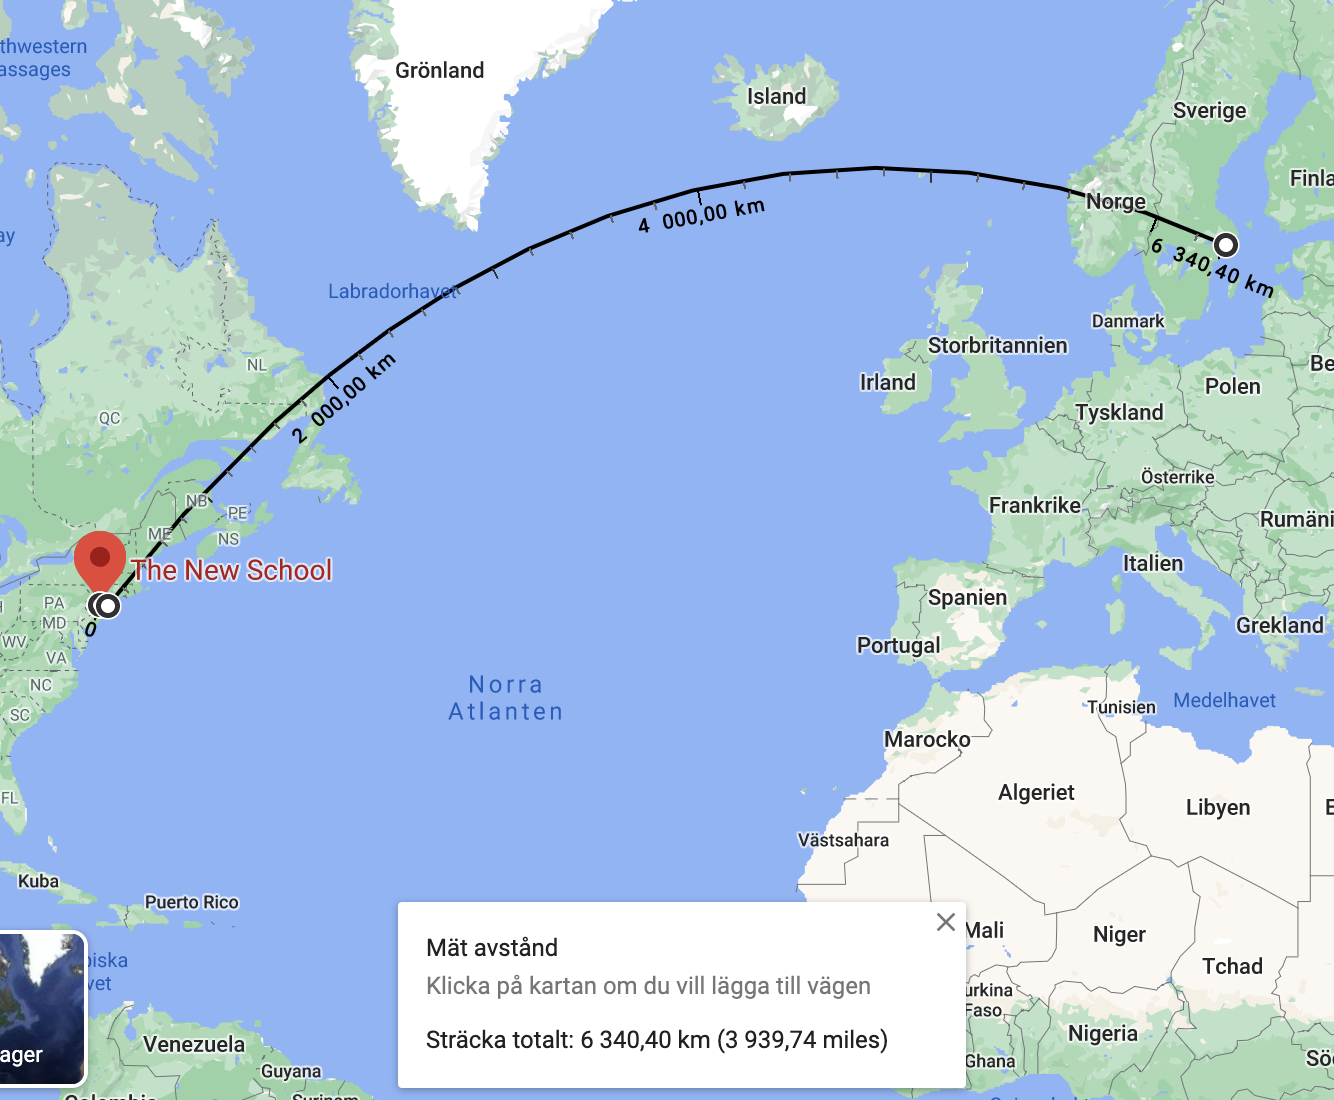 thwestern
assages
Grönland
Island
Sverige
Finla
Norge
ay
4 000,00 km
6 340,40 km
Labradorhavet
Danmark
Storbritannien
Irland
Polen
Be
Tyskland
NL
2 000,00 km
QC
Österrike
Frankrike
Rumäni
NB
PE
ME
NS
Italien
The New School
Spanien
PA
MD
0
WV
VA
Portugal
Grekland
NC
SC
Norra
Atlanten
Medelhavet
Tunisien
Marocko
FL
Algeriet
Libyen
E
Västsahara
Kuba
Puerto Rico
Mali
Niger
Tchad
Mät avstånd
Klicka på kartan om du vill lägga till vägen
Sträcka totalt: 6 340,40 km (3 939,74 miles)
biska
vet
urkina
Faso
Nigeria
Ghana
Sö
ager
Venezuela
Guyana
Surinam
Colombia